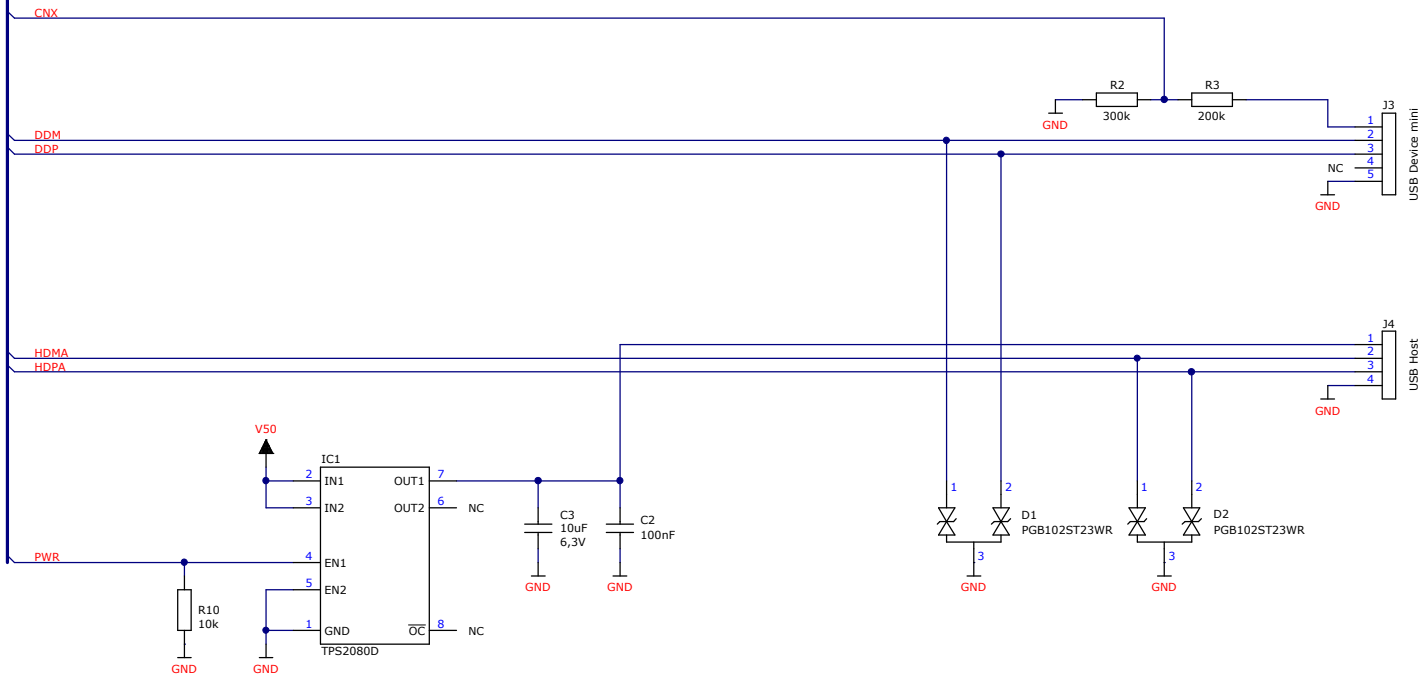 CNX
R2
R3
300k
200k
GND
J3
1
2
3
4
5
NC
GND
USB Device mini
DDM
DDP
HDMA
HDPA
J4
1
2
3
4
GND
USB Host
V50
IC1
2
IN1
OUT1
7
3
IN2
OUT2
6
NC
4
EN1
5
EN2
1
GND
OC
8
NC
TPS2080D
PWR
R10
10k
GND
GND
C3
10uF
6,3V
C2
100nF
GND
GND
1
2
D1
PGB102ST23WR
3
GND
1
2
D2
PGB102ST23WR
3
GND